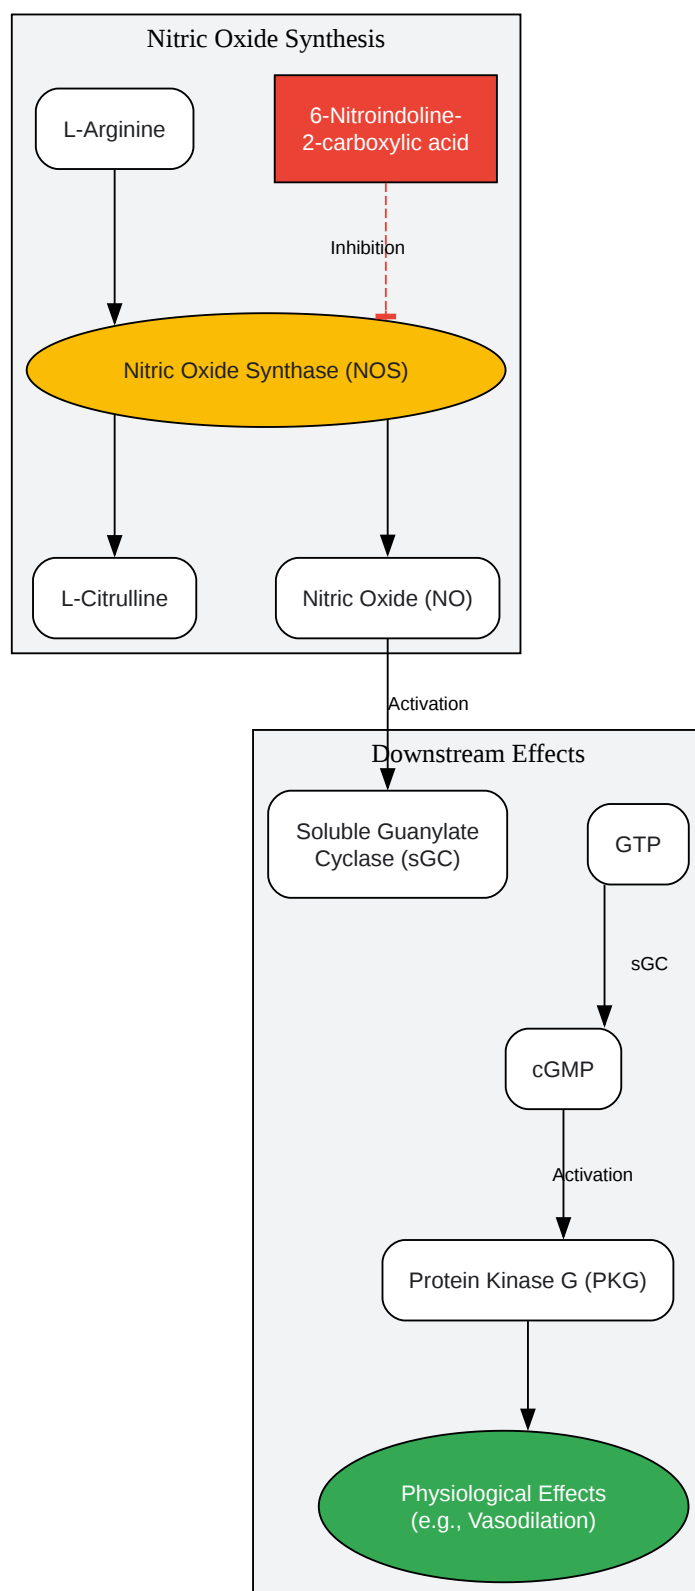 Nitric Oxide Synthesis
L-Arginine
6-Nitroindoline-
2-carboxylic acid
Inhibition
Nitric Oxide Synthase (NOS)
L-Citrulline
Nitric Oxide (NO)
Activation
Downstream Effects
Soluble Guanylate
Cyclase (sGC)
GTP
sGC
cGMP
Activation
Protein Kinase G (PKG)
Physiological Effects
(e.g., Vasodilation)